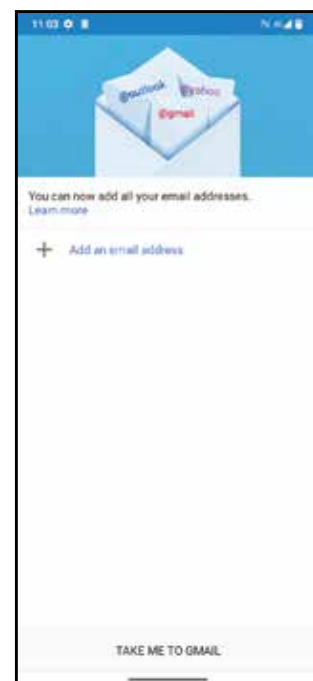 11:03
@outlook @yahoo
@gmail
You can now add all your email addresses.
Learn more
Add an email address
TAKE ME TO GMAIL